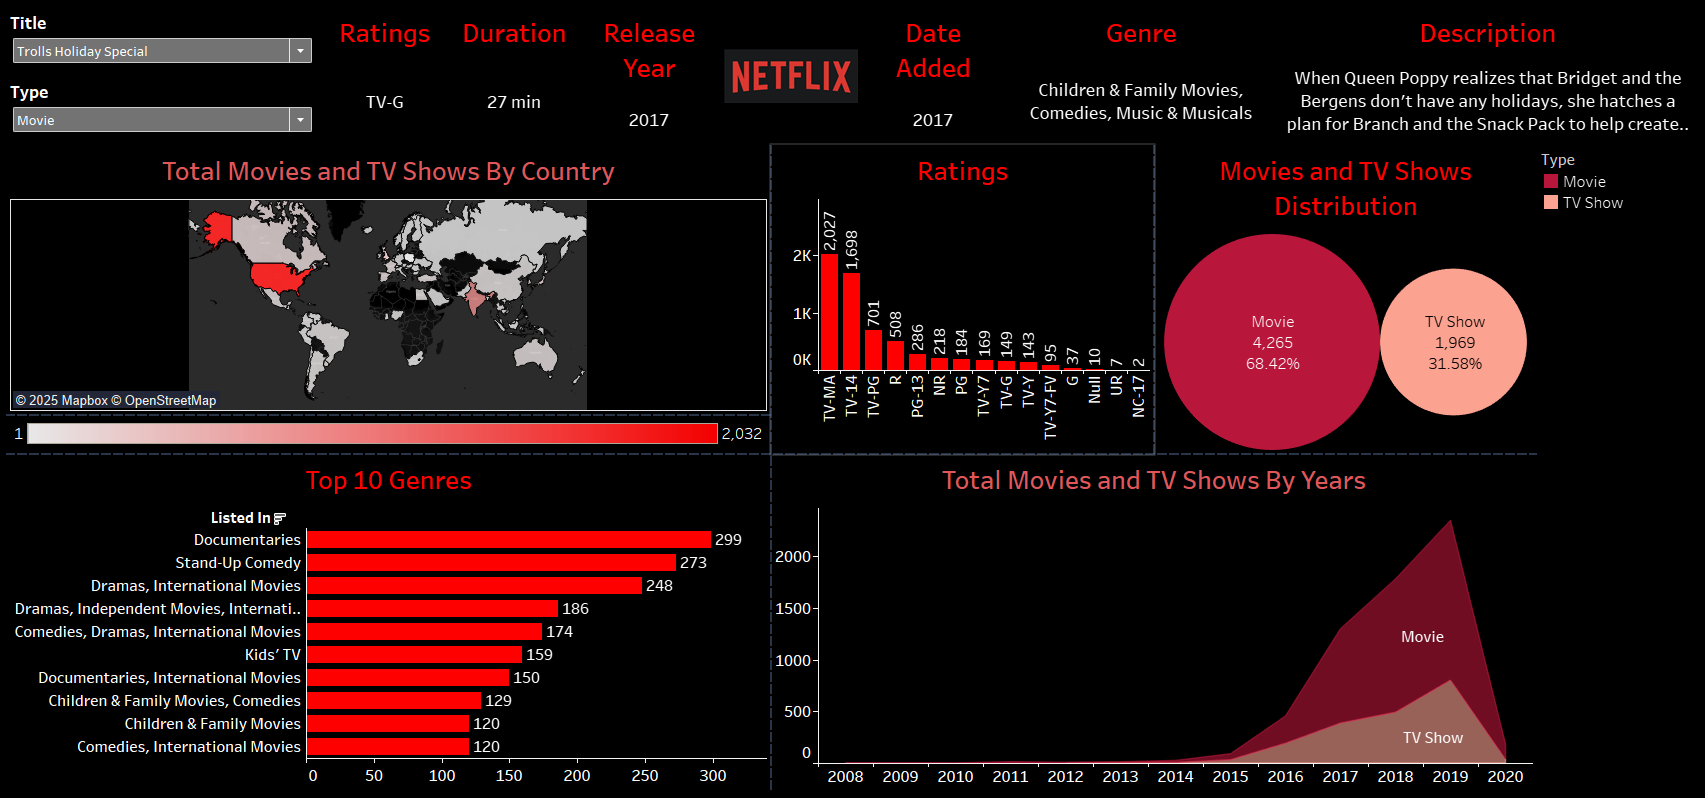 Title
Trolls Holiday Special
Type
Movie
Ratings
TV-G
Duration
27 min
Release
Year
2017
NETFLIX
Date
Added
2017
Genre
Children & Family Movies,
Comedies, Music & Musicals
Description
When Queen Poppy realizes that Bridget and the
Bergens don’t have any holidays, she hatches a
plan for Branch and the Snack Pack to help create..
Total Movies and TV Shows By Country
© 2025 Mapbox © OpenStreetMap
1
2,032
Ratings
2K
1K
0K
2,027
1,698
701
508
286
218
184
169
149
143
95
37
10
7
2
TV-MA
TV-14
TV-PG
R
PG-13
NR
PG
TV-Y7
TV-G
TV-Y
TV-Y7-FV
G
Null
UR
NC-17
Movies and TV Shows
Distribution
Movie
4,265
68.42%
TV Show
1,969
31.58%
Type
Movie
TV Show
Top 10 Genres
Listed In
Documentaries 299
Stand-Up Comedy 273
Dramas, International Movies 248
Dramas, Independent Movies, Internati.. 186
Comedies, Dramas, International Movies 174
Kids’ TV 159
Documentaries, International Movies 150
Children & Family Movies, Comedies 129
Children & Family Movies 120
Comedies, International Movies 120
0 50 100 150 200 250 300
Total Movies and TV Shows By Years
2000
1500
1000
500
0
Movie
TV Show
2008 2009 2010 2011 2012 2013 2014 2015 2016 2017 2018 2019 2020